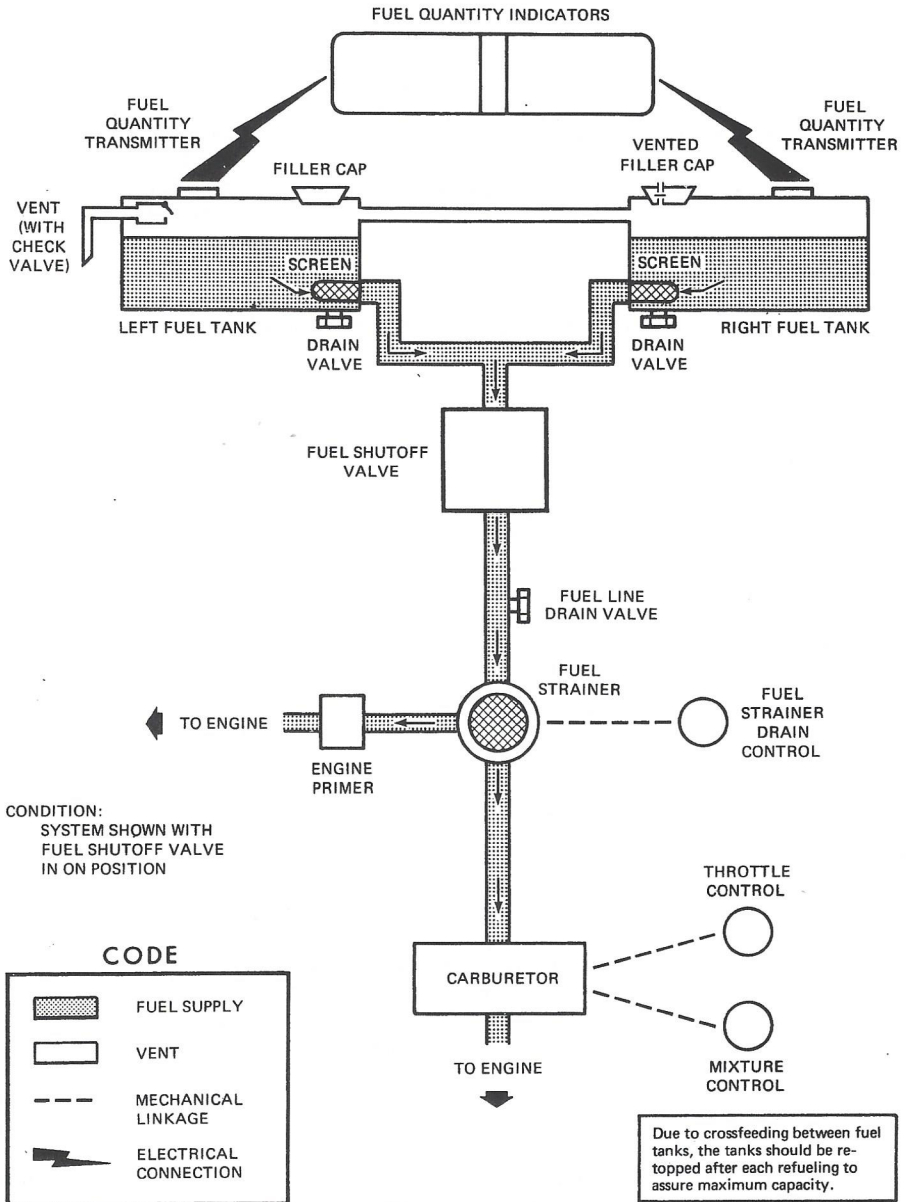 FUEL QUANTITY INDICATORS
FUEL
QUANTITY
TRANSMITTER
FUEL
QUANTITY
TRANSMITTER
FILLER CAP
VENTED
FILLER CAP
VENT
(WITH
CHECK
VALVE)
SCREEN
SCREEN
LEFT FUEL TANK
RIGHT FUEL TANK
DRAIN
VALVE
DRAIN
VALVE
FUEL SHUTOFF
VALVE
FUEL LINE
DRAIN VALVE
FUEL
STRAINER
FUEL
STRAINER
DRAIN
CONTROL
TO ENGINE
ENGINE
PRIMER
CONDITION:
SYSTEM SHOWN WITH
FUEL SHUTOFF VALVE
IN ON POSITION
THROTTLE
CONTROL
CARBURETOR
TO ENGINE
MIXTURE
CONTROL
CODE
FUEL SUPPLY
VENT
MECHANICAL
LINKAGE
ELECTRICAL
CONNECTION
Due to crossfeeding between fuel
tanks, the tanks should be re-
topped after each refueling to
assure maximum capacity.